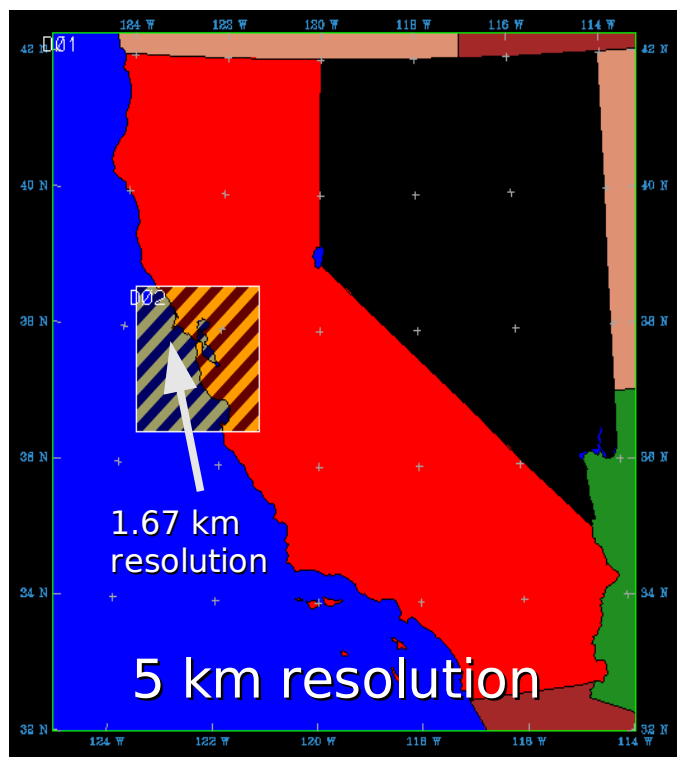 124 W 122 W 120 W 118 W 116 W 114 W
D01
42 N 42 N
40 N 40 N
D02
38 N 38 N
36 N 36 N
1.67 km
resolution
34 N 34 N
5 km resolution
32 N 32 N
124 W 122 W 120 W 118 W 116 W 114 W